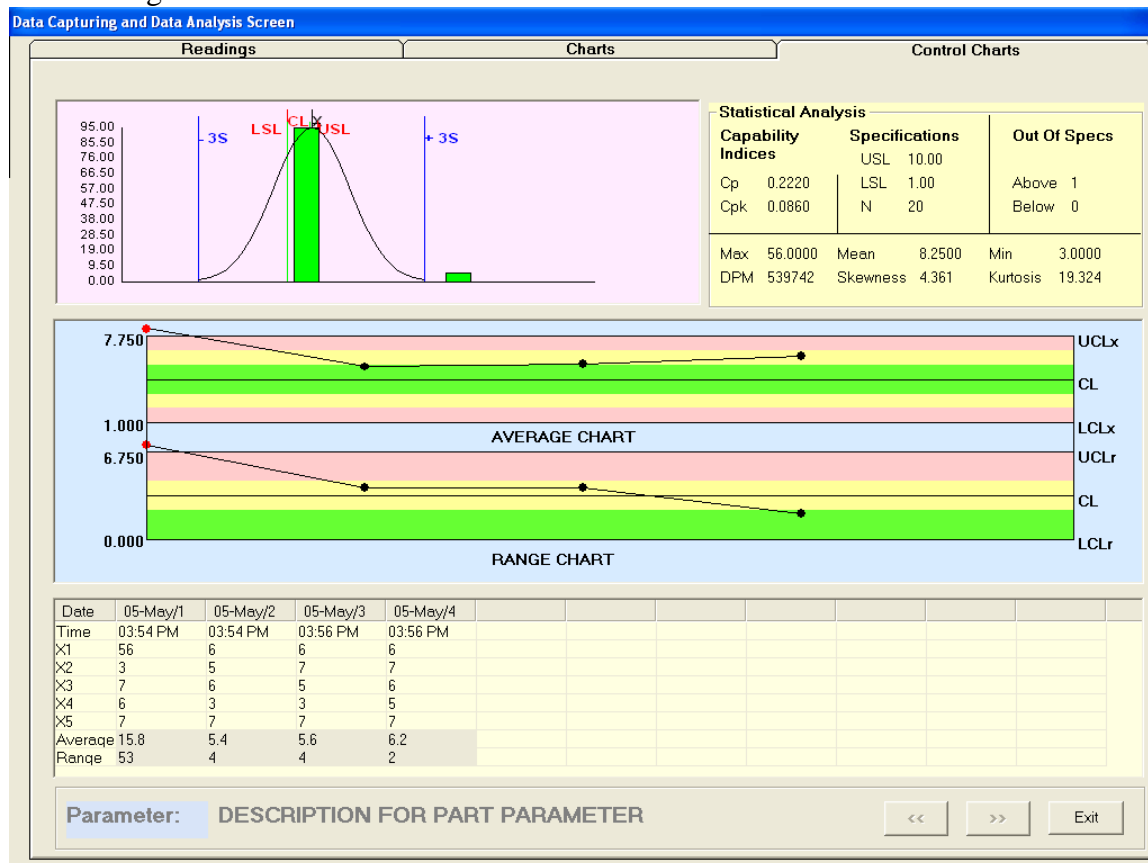 Data Capturing and Data Analysis Screen
Readings Charts Control Charts
95.00
85.50
76.00
66.50
57.00
47.50
38.00
28.50
19.00
9.50
0.00
- 3S LSL CL X USL + 3S
Statistical Analysis
Capability Indices Specifications Out Of Specs
USL 10.00
Cp 0.2220 LSL 1.00 Above 1
Cpk 0.0860 N 20 Below 0
Max 56.0000 Mean 8.2500 Min 3.0000
DPM 539742 Skewness 4.361 Kurtosis 19.324
7.750 UCLx
CL
1.000 LCLx
AVERAGE CHART
6.750 UCLr
CL
0.000 LCLr
RANGE CHART
Date 05-May/1 05-May/2 05-May/3 05-May/4
Time 03:54 PM 03:54 PM 03:56 PM 03:56 PM
X1 56 6 6 6
X2 3 5 7 7
X3 7 6 5 6
X4 6 3 3 5
X5 7 7 7 7
Average 15.8 5.4 5.6 6.2
Range 53 4 4 2
Parameter: DESCRIPTION FOR PART PARAMETER << >> Exit